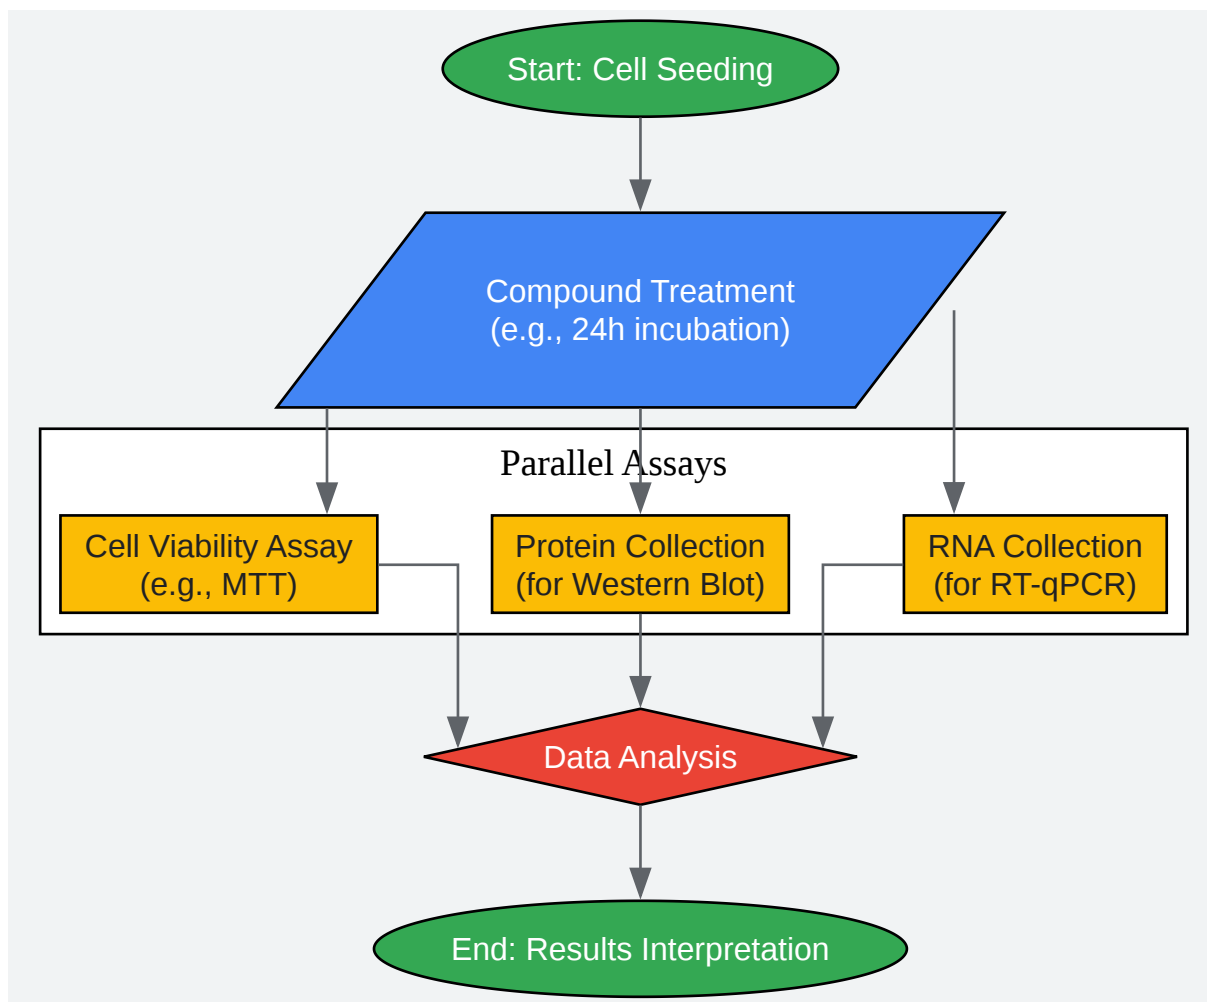 Start: Cell Seeding
Compound Treatment
(e.g., 24h incubation)
Parallel Assays
Cell Viability Assay
(e.g., MTT)
Protein Collection
(for Western Blot)
RNA Collection
(for RT-qPCR)
Data Analysis
End: Results Interpretation